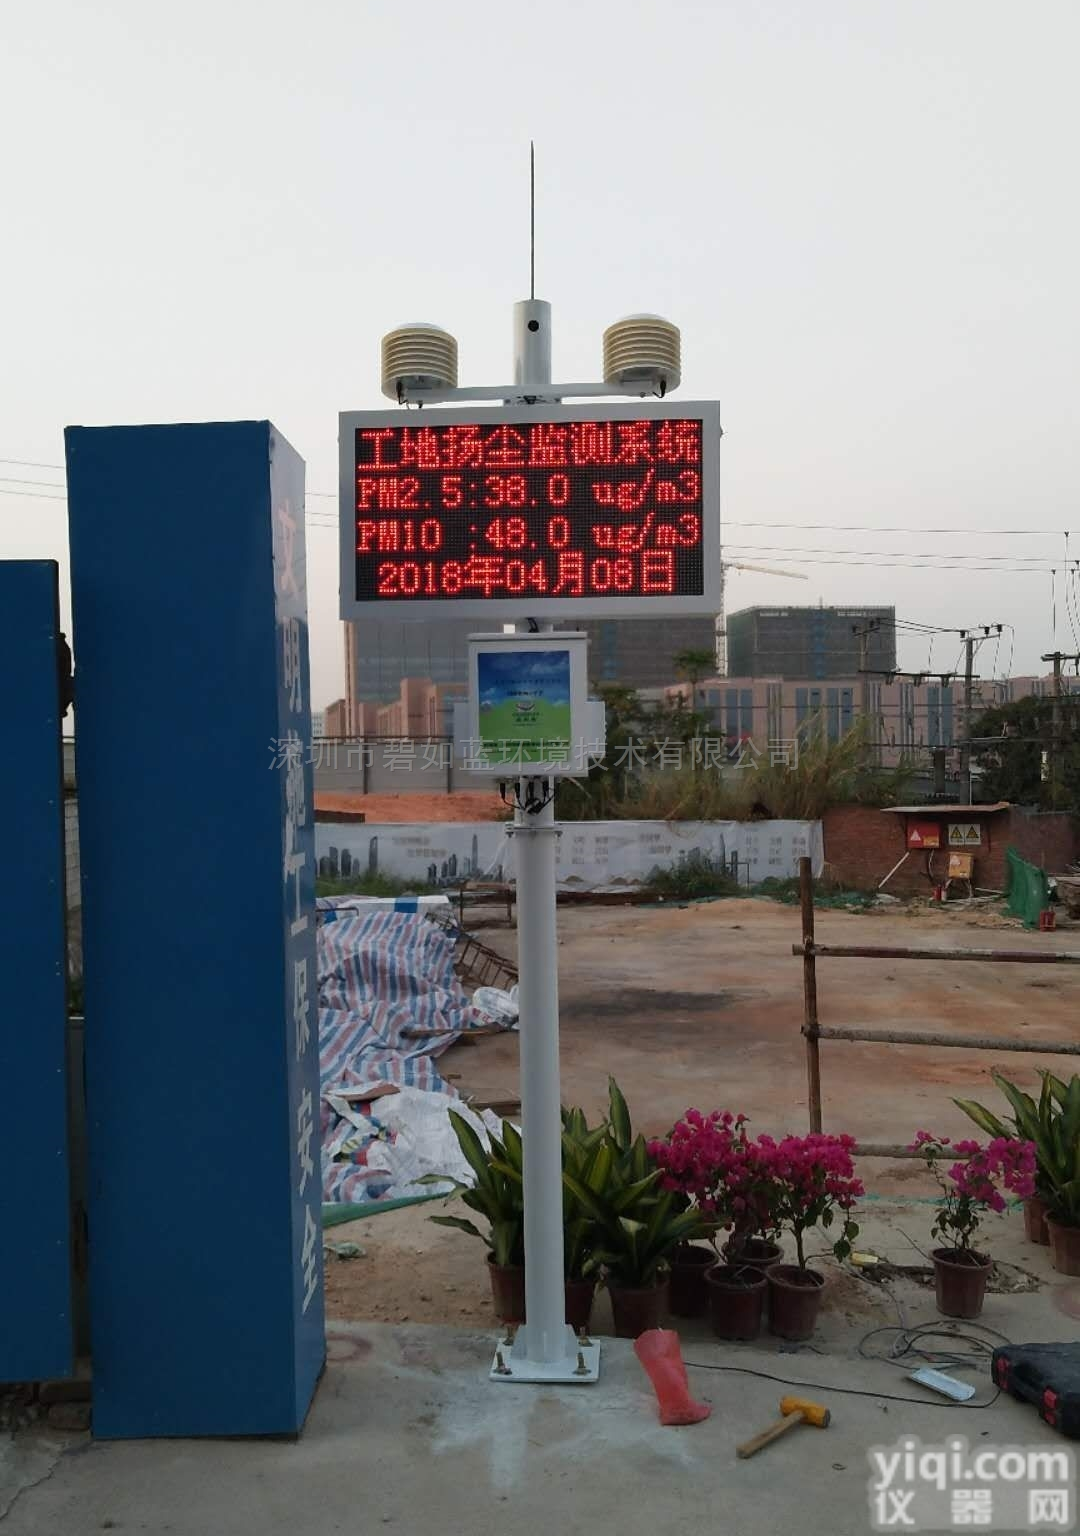 工地扬尘监测系统
PM2.5:38.0 ug/m3
PM10 :48.0 ug/m3
2018年04月08日
文明施工保安全
深圳市碧如蓝环境技术有限公司
yiqi.com
仪器网